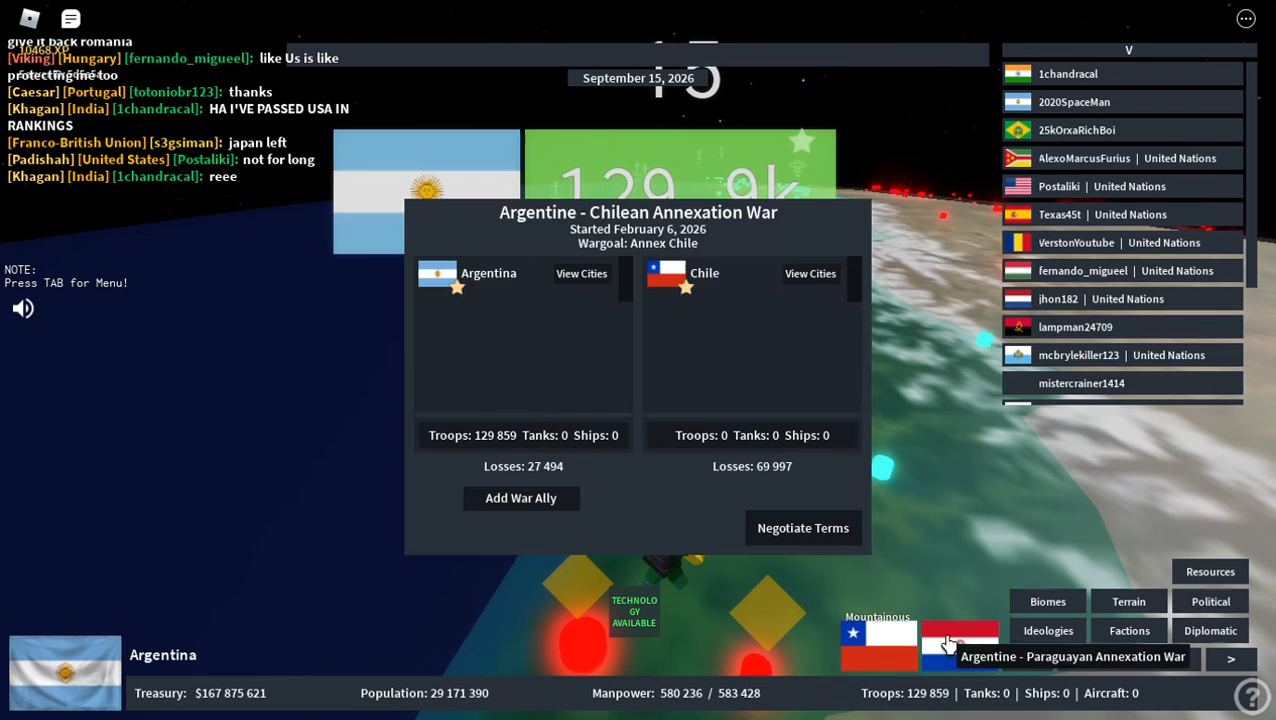 give it back romania
10468 XP
[Viking] [Hungary] [fernando_migueel]: like Us is like
protecting me too
[Caesar] [Portugal] [totoniobr123]: thanks
[Khagan] [India] [1chandracal]: HA I'VE PASSED USA IN
RANKINGS
[Franco-British Union] [s3gsiman]: japan left
[Padishah] [United States] [Postaliki]: not for long
[Khagan] [India] [1chandracal]: reee
NOTE:
Press TAB for Menu!
15
September 15, 2026
129.9k
Argentine - Chilean Annexation War
Started February 6, 2026
Wargoal: Annex Chile
Argentina
View Cities
Chile
View Cities
Troops: 129 859 Tanks: 0 Ships: 0
Troops: 0 Tanks: 0 Ships: 0
Losses: 27 494
Losses: 69 997
Add War Ally
Negotiate Terms
V
1chandracal
2020SpaceMan
25kOrxaRichBoi
AlexoMarcusFurius | United Nations
Postaliki | United Nations
Texas45t | United Nations
VerstonYoutube | United Nations
fernando_migueel | United Nations
jhon182 | United Nations
lampman24709
mcbrylekiller123 | United Nations
mistercrainer1414
TECHNOLO
GY
AVAILABLE
Mountainous
Argentine - Paraguayan Annexation War
Resources
Biomes
Terrain
Political
Ideologies
Factions
Diplomatic
>
Argentina
Treasury: $167 875 621
Population: 29 171 390
Manpower: 580 236 / 583 428
Troops: 129 859 | Tanks: 0 | Ships: 0 | Aircraft: 0
?